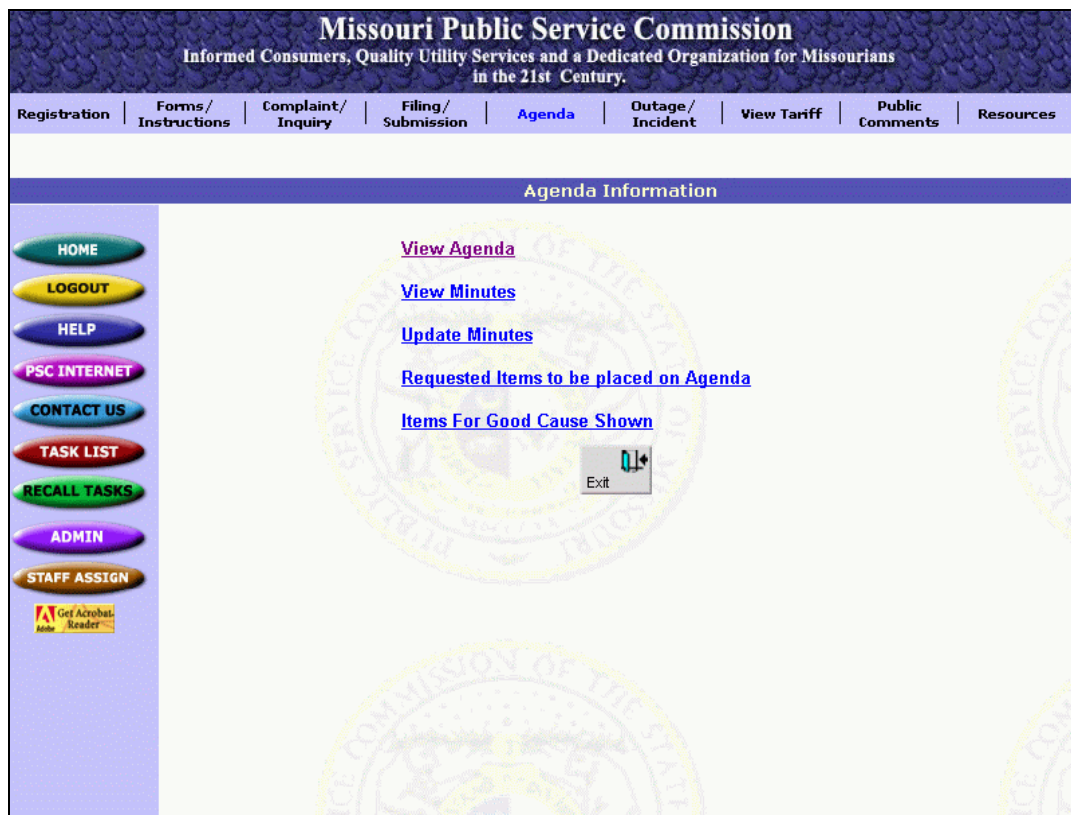 Missouri Public Service Commission
Informed Consumers, Quality Utility Services and a Dedicated Organization for Missourians
in the 21st Century.
Registration | Forms/ Instructions | Complaint/ Inquiry | Filing/ Submission | Agenda | Outage/ Incident | View Tariff | Public Comments | Resources
Agenda Information
HOME
LOGOUT
HELP
PSC INTERNET
CONTACT US
TASK LIST
RECALL TASKS
ADMIN
STAFF ASSIGN
Get Acrobat
Reader
Adobe
View Agenda
View Minutes
Update Minutes
Requested Items to be placed on Agenda
Items For Good Cause Shown
Exit